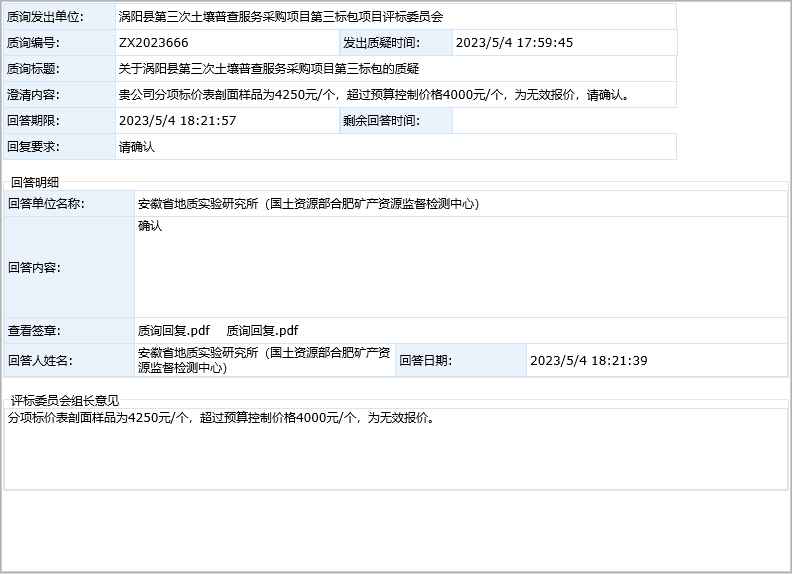 质询发出单位: 涡阳县第三次土壤普查服务采购项目第三标包项目评标委员会
质询编号: ZX2023666 发出质疑时间: 2023/5/4 17:59:45
质询标题: 关于涡阳县第三次土壤普查服务采购项目第三标包的质疑
澄清内容: 贵公司分项标价表剖面样品为4250元/个，超过预算控制价格4000元/个，为无效报价，请确认。
回答期限: 2023/5/4 18:21:57 剩余回答时间:
回复要求: 请确认
回答明细
回答单位名称: 安徽省地质实验研究所（国土资源部合肥矿产资源监督检测中心）
回答内容: 确认
查看签章: 质询回复.pdf 质询回复.pdf
回答人姓名: 安徽省地质实验研究所（国土资源部合肥矿产资
源监督检测中心） 回答日期: 2023/5/4 18:21:39
评标委员会组长意见
分项标价表剖面样品为4250元/个，超过预算控制价格4000元/个，为无效报价。